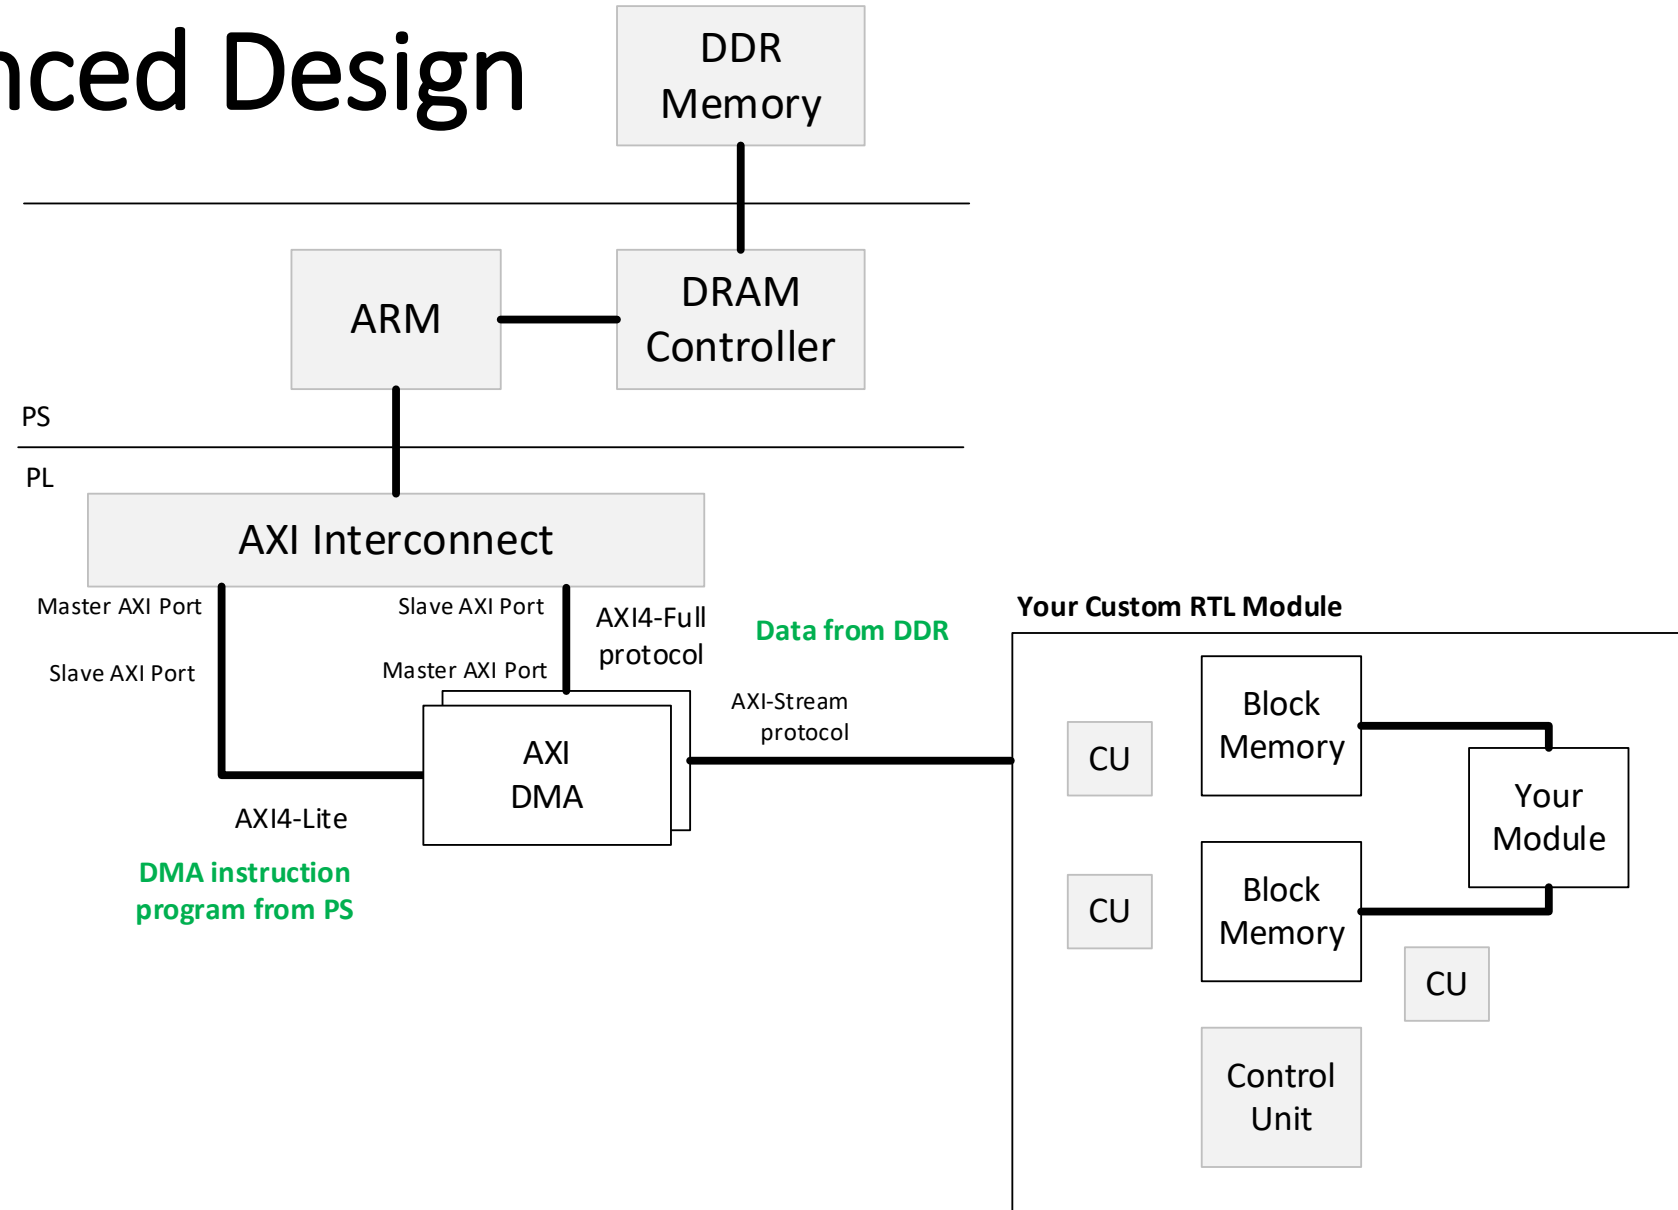 nced Design
DDR
Memory
ARM
DRAM
Controller
PS
PL
AXI Interconnect
Master AXI Port
Slave AXI Port
AXI4-Full
protocol
Slave AXI Port
Master AXI Port
Data from DDR
AXI-Stream
protocol
AXI
DMA
AXI4-Lite
DMA instruction
program from PS
Your Custom RTL Module
Block
Memory
CU
Your
Module
Block
Memory
CU
CU
Control
Unit